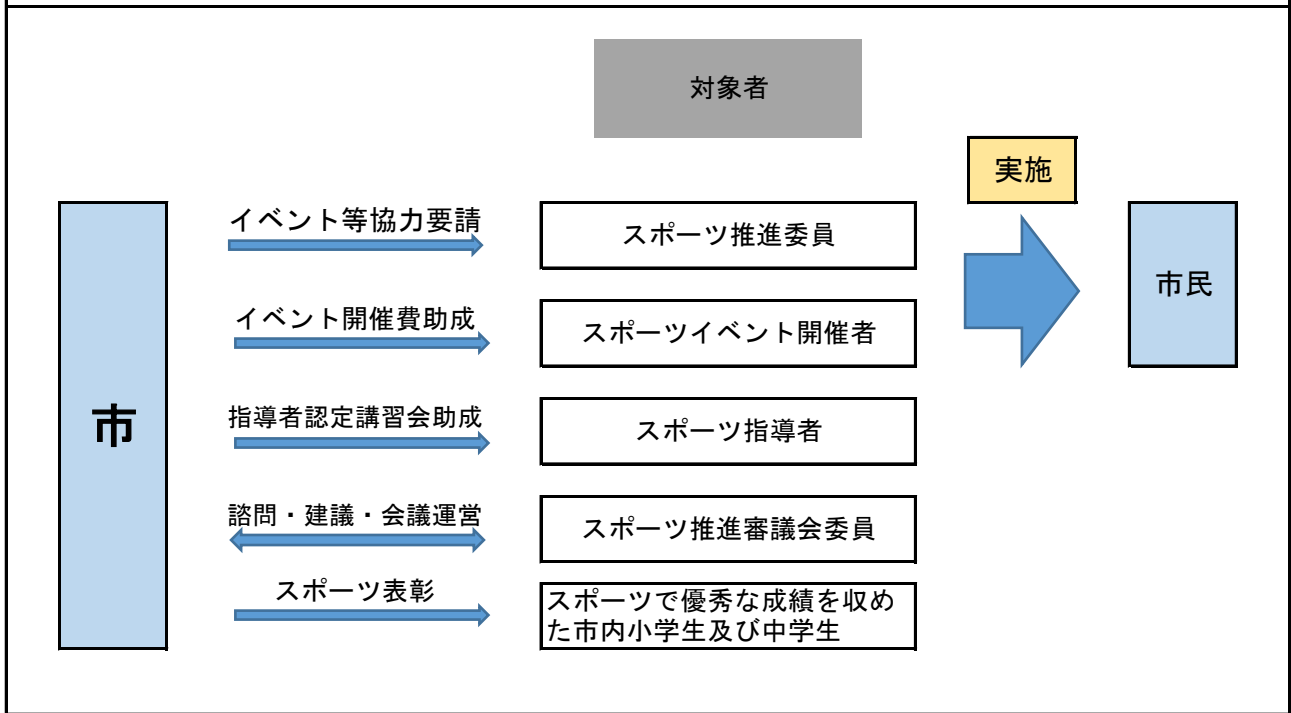 対象者
実施
市
イベント等協力要請
スポーツ推進委員
市民
イベント開催費助成
スポーツイベント開催者
指導者認定講習会助成
スポーツ指導者
諮問・建議・会議運営
スポーツ推進審議会委員
スポーツ表彰
スポーツで優秀な成績を収め
た市内小学生及び中学生